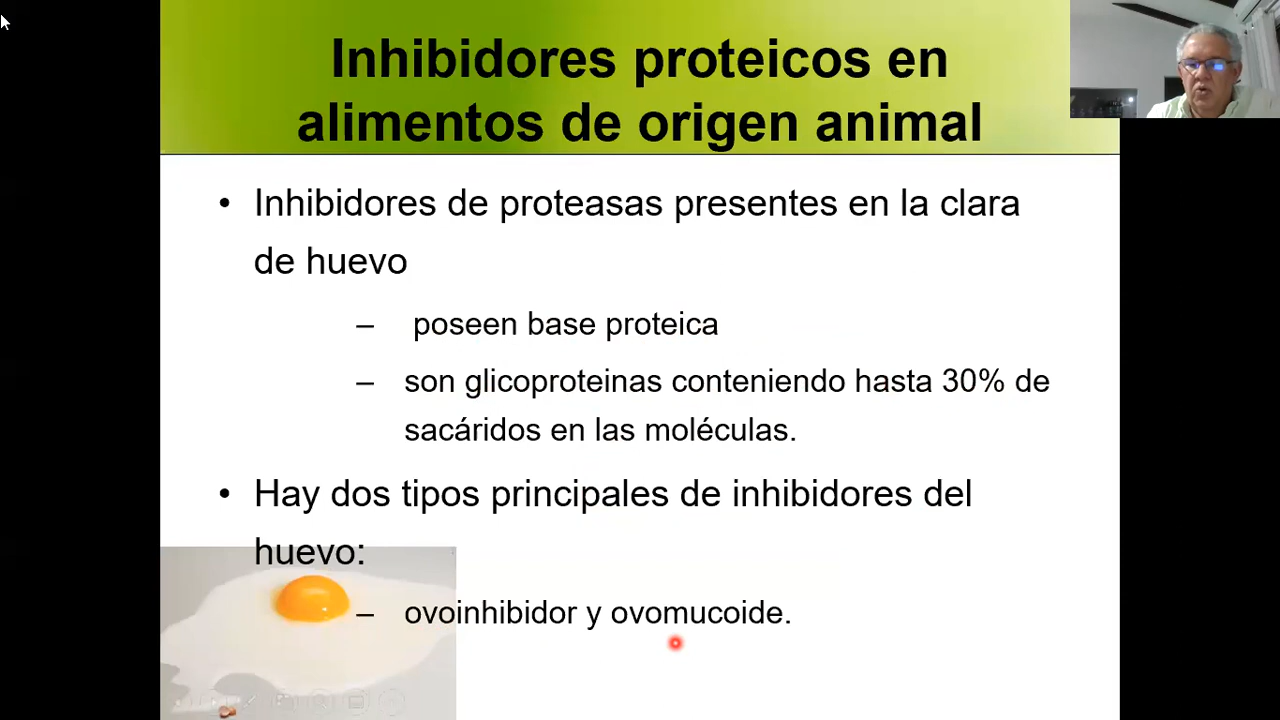 Inhibidores proteicos en
alimentos de origen animal
• Inhibidores de proteasas presentes en la clara
de huevo
– poseen base proteica
– son glicoproteinas conteniendo hasta 30% de
sacáridos en las moléculas.
• Hay dos tipos principales de inhibidores del
huevo:
– ovoinhibidor y ovomucoide.